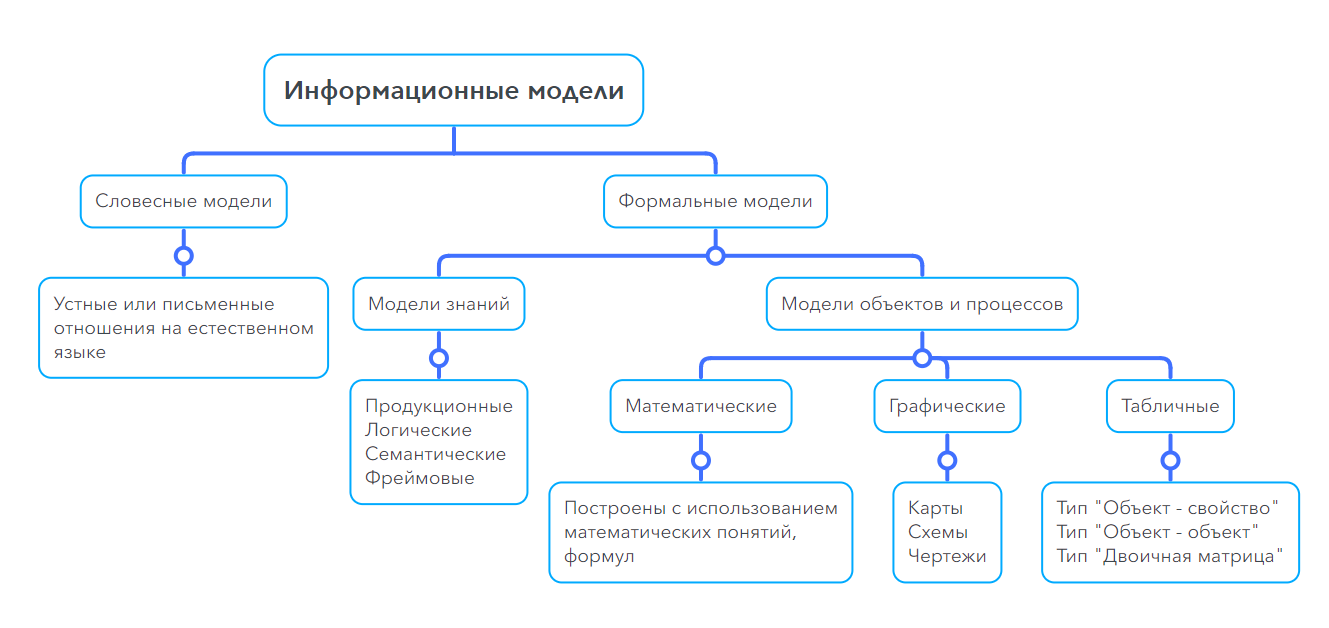 Информационные модели
Словесные модели
Формальные модели
Устные или письменные
отношения на естественном
языке
Модели знаний
Модели объектов и процессов
Продукционные
Логические
Семантические
Фреймовые
Математические
Графические
Табличные
Построены с использованием
математических понятий,
формул
Карты
Схемы
Чертежи
Тип "Объект - свойство"
Тип "Объект - объект"
Тип "Двоичная матрица"